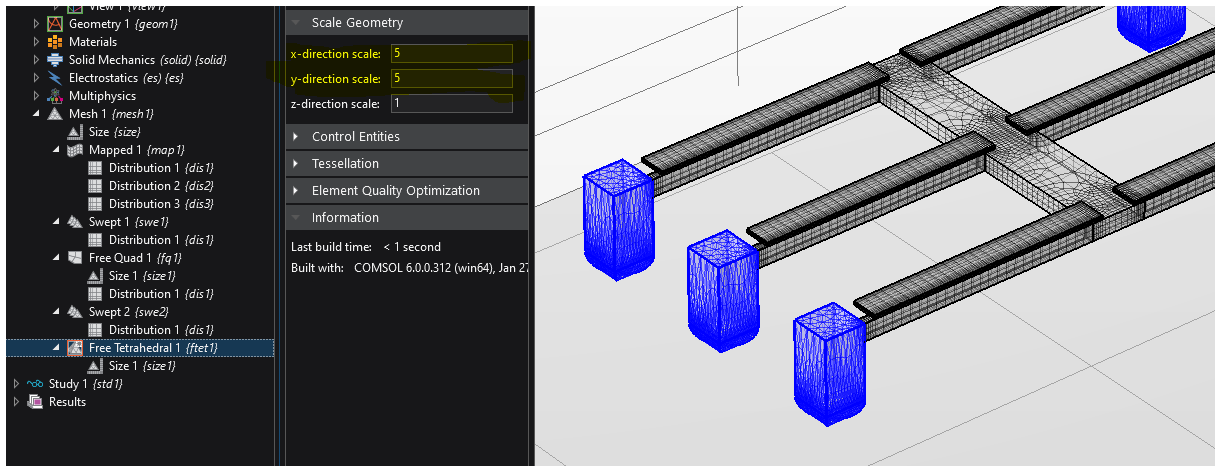 View 1 {view1}
Geometry 1 {geom1}
Materials
Solid Mechanics (solid) {solid}
Electrostatics (es) {es}
Multiphysics
Mesh 1 {mesh1}
Size {size}
Mapped 1 {map1}
Distribution 1 {dis1}
Distribution 2 {dis2}
Distribution 3 {dis3}
Swept 1 {swe1}
Distribution 1 {dis1}
Free Quad 1 {fq1}
Size 1 {size1}
Distribution 1 {dis1}
Swept 2 {swe2}
Distribution 1 {dis1}
Free Tetrahedral 1 {ftet1}
Size 1 {size1}
Study 1 {std1}
Results
Scale Geometry
x-direction scale: 5
y-direction scale: 5
z-direction scale: 1
Control Entities
Tessellation
Element Quality Optimization
Information
Last build time: < 1 second
Built with: COMSOL 6.0.0.312 (win64), Jan 27